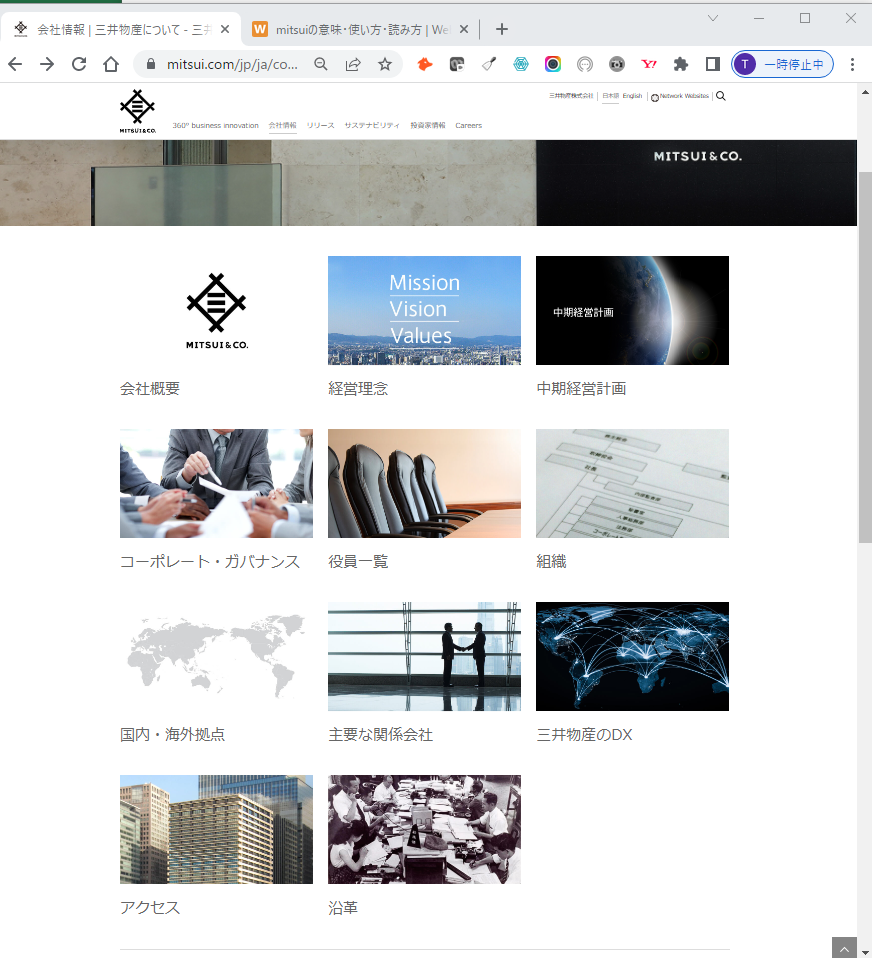 会社情報 | 三井物産について - 三井
mitsuiの意味・使い方・読み方 | We
mitsui.com/jp/ja/co...
T 一時停止中
三井物産株式会社 日本語 English Network Websites
MITSUI&CO.
360° business innovation 会社情報 リリース サステナビリティ 投資家情報 Careers
MITSUI&CO.
MITSUI&CO.
Mission
Vision
Values
中期経営計画
会社概要
経営理念
中期経営計画
コーポレート・ガバナンス
役員一覧
組織
国内・海外拠点
主要な関係会社
三井物産のDX
アクセス
沿革